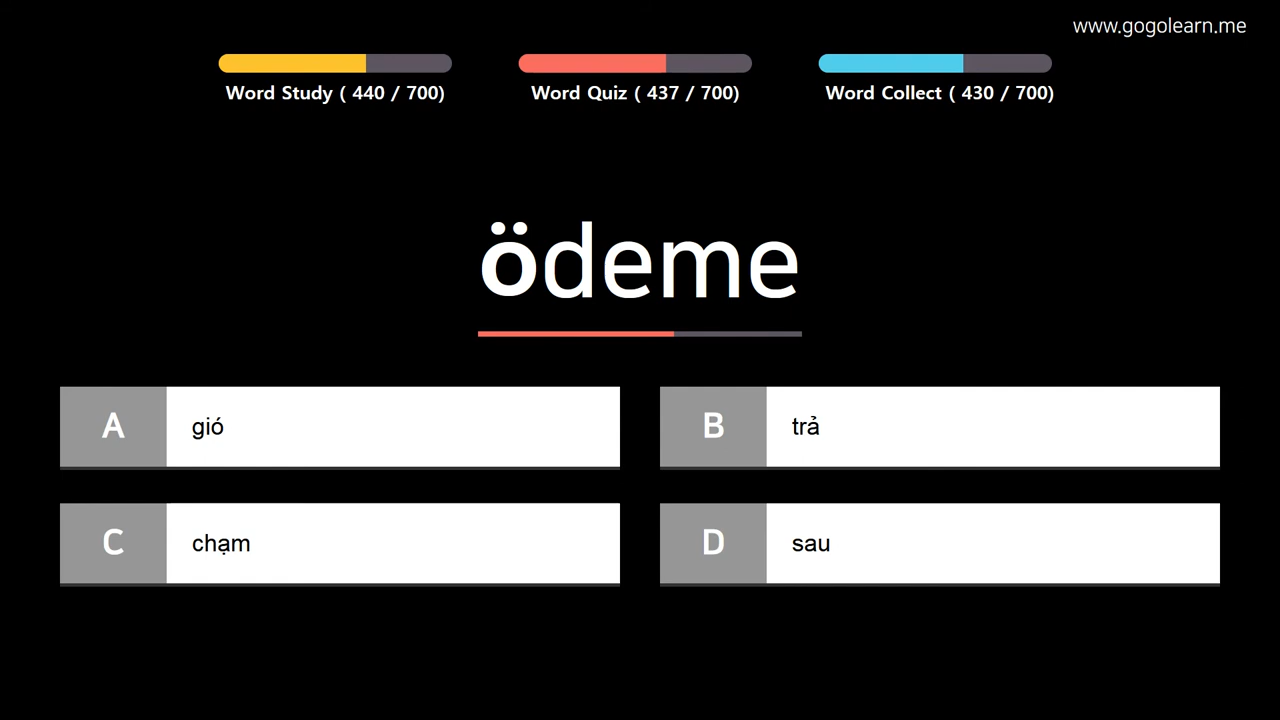 www.gogolearn.me
Word Study ( 440 / 700)
Word Quiz ( 437 / 700)
Word Collect ( 430 / 700)
ödeme
A gió
B trả
C chạm
D sau